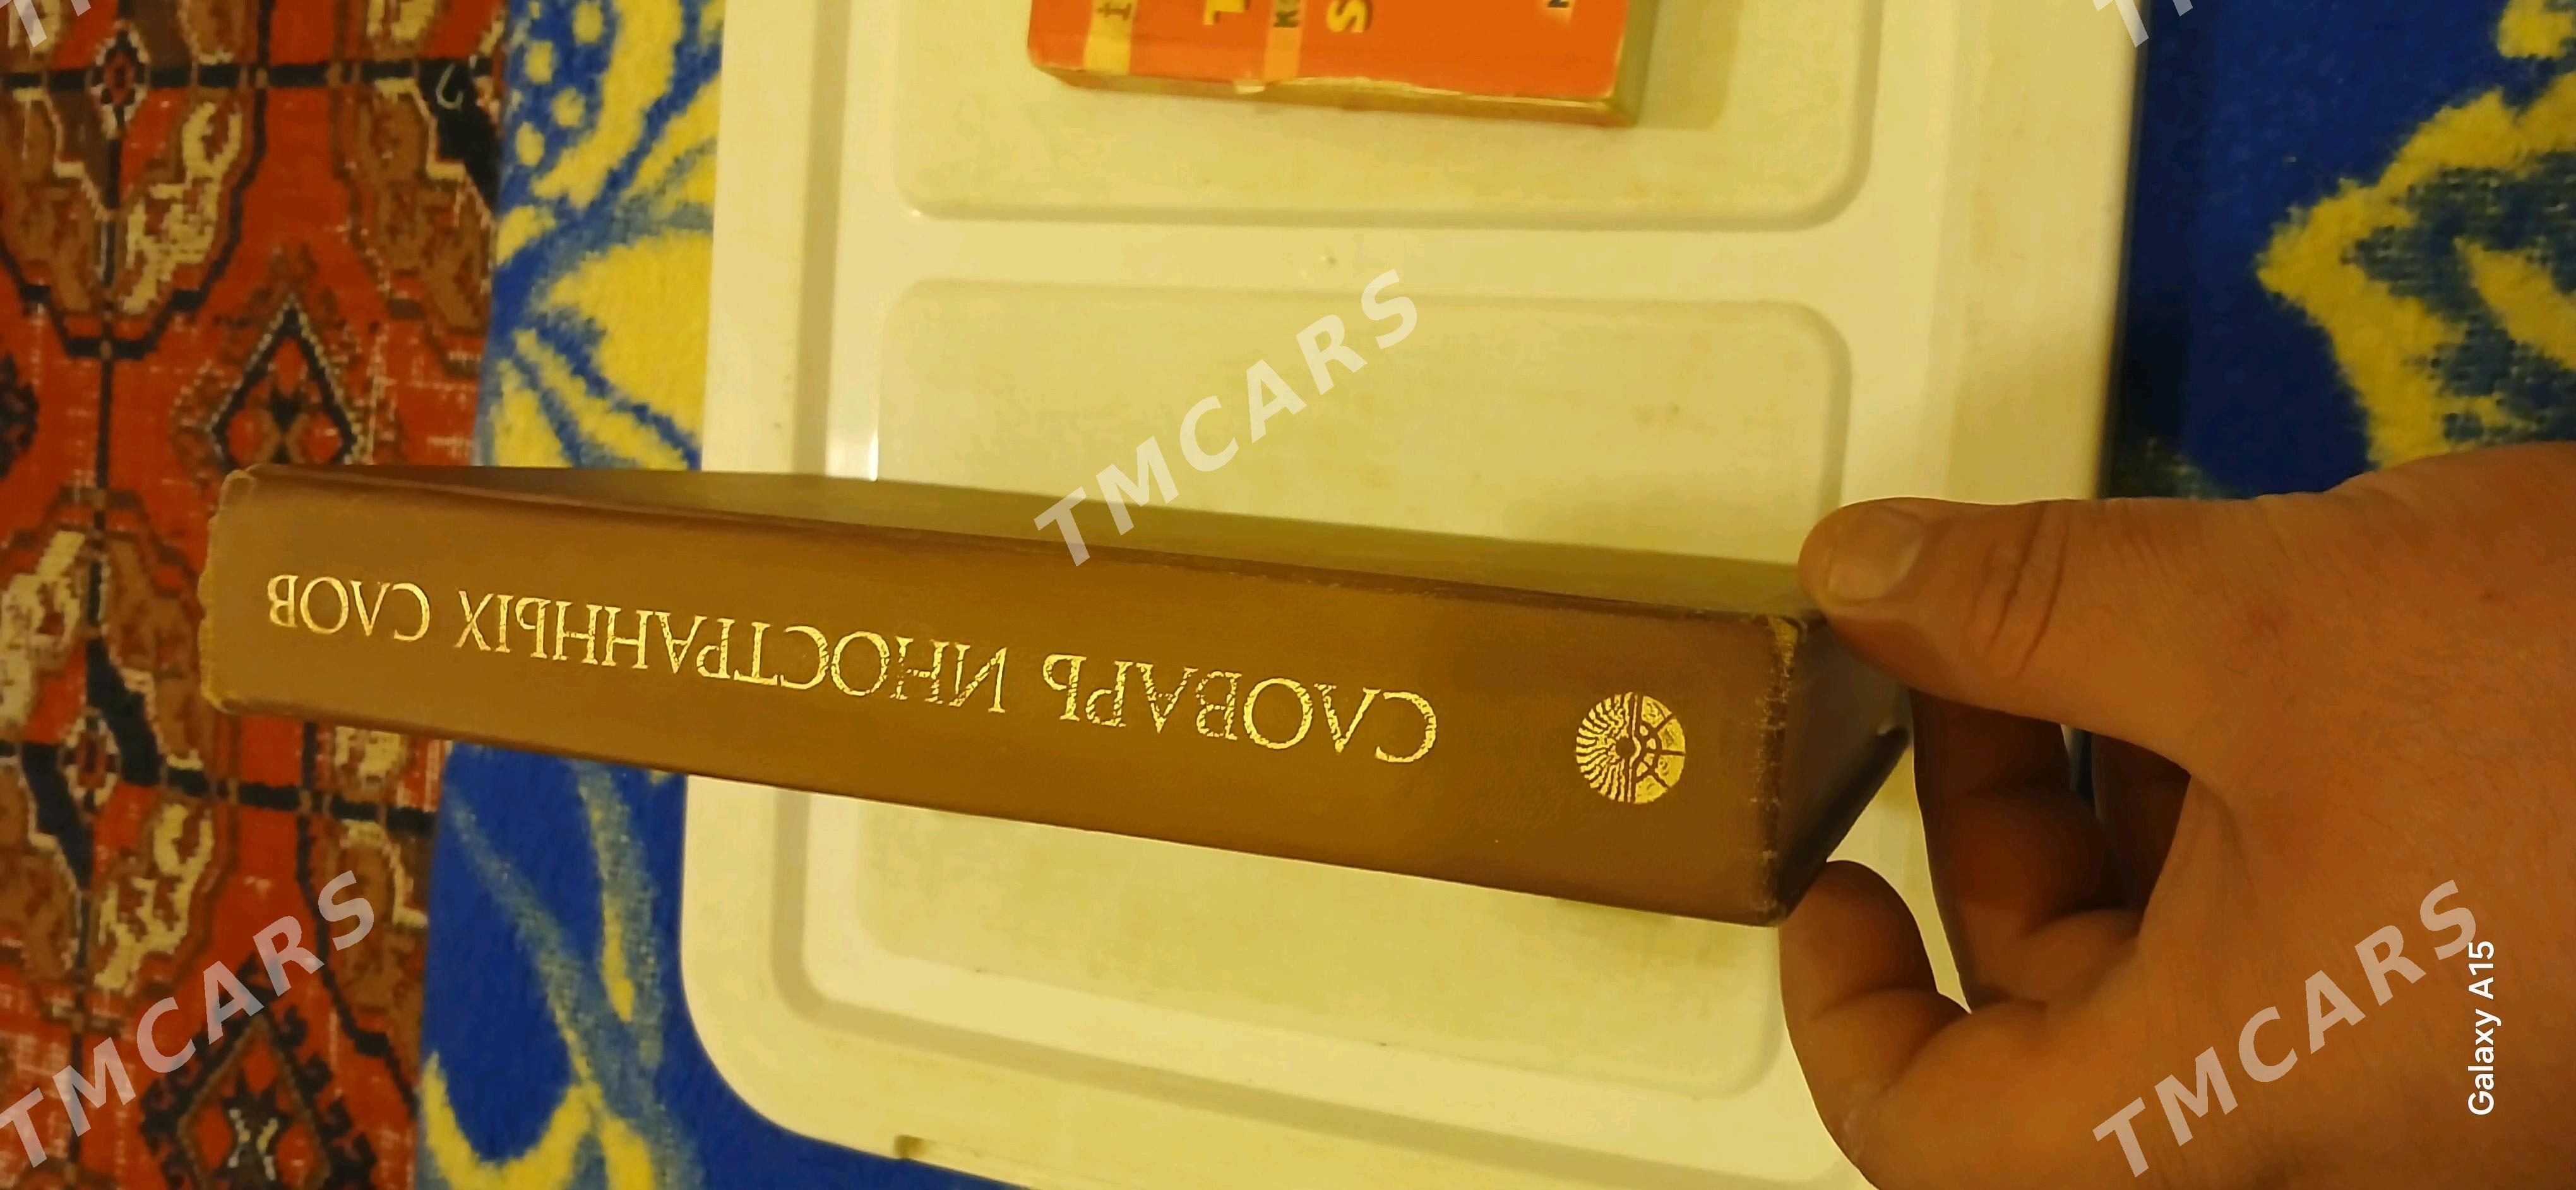 СЛОВАРЬ ИНОСТРАННЫХ СЛОВ
TMCARS
TMCARS
TMCARS
Galaxy A15